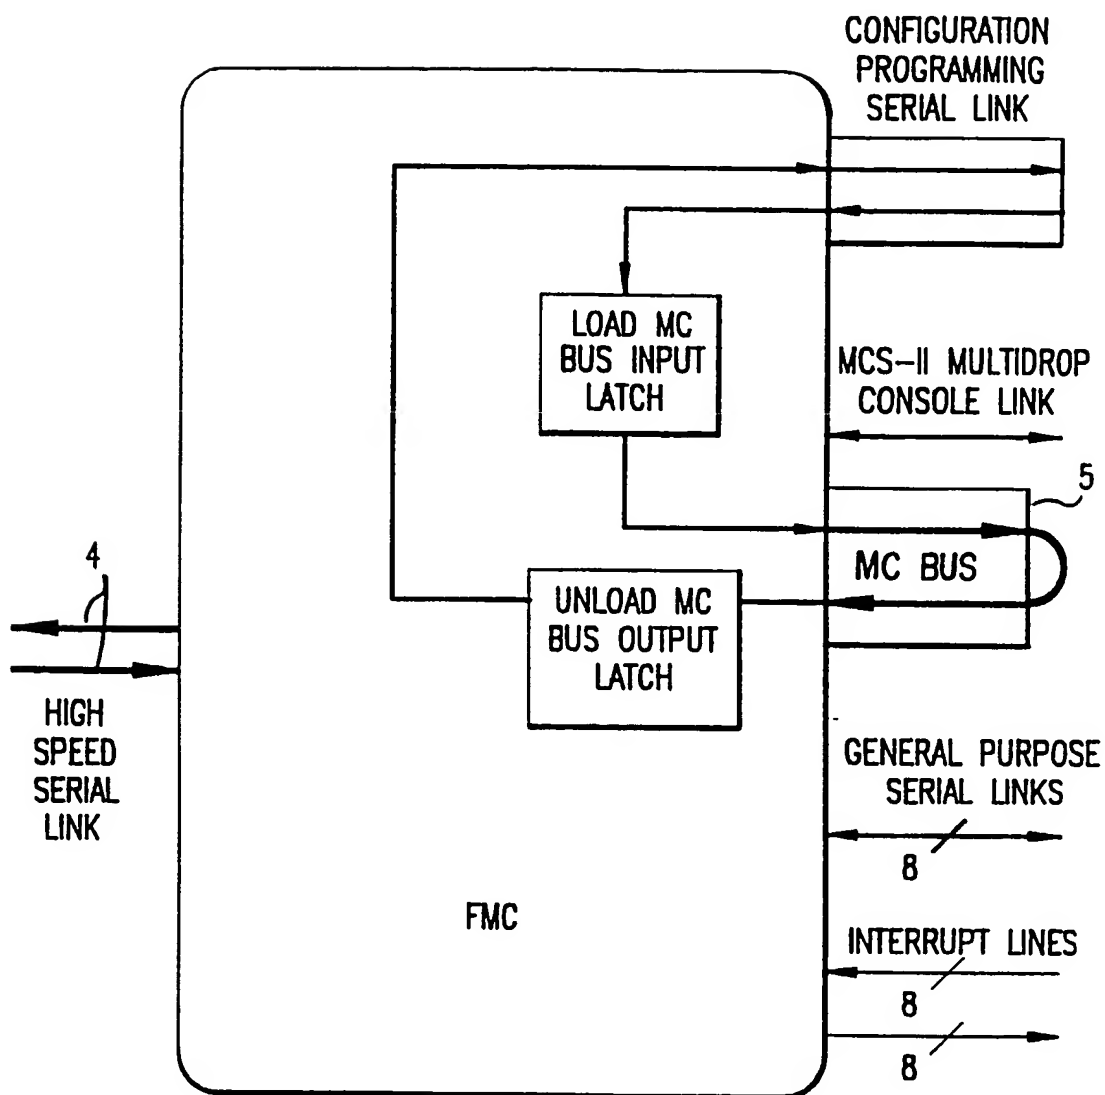 CONFIGURATION
PROGRAMMING
SERIAL LINK
LOAD MC
BUS INPUT
LATCH
MCS-II MULTIDROP
CONSOLE LINK
5
MC BUS
4
UNLOAD MC
BUS OUTPUT
LATCH
HIGH
SPEED
SERIAL
LINK
GENERAL PURPOSE
SERIAL LINKS
8
FMC
INTERRUPT LINES
8
8